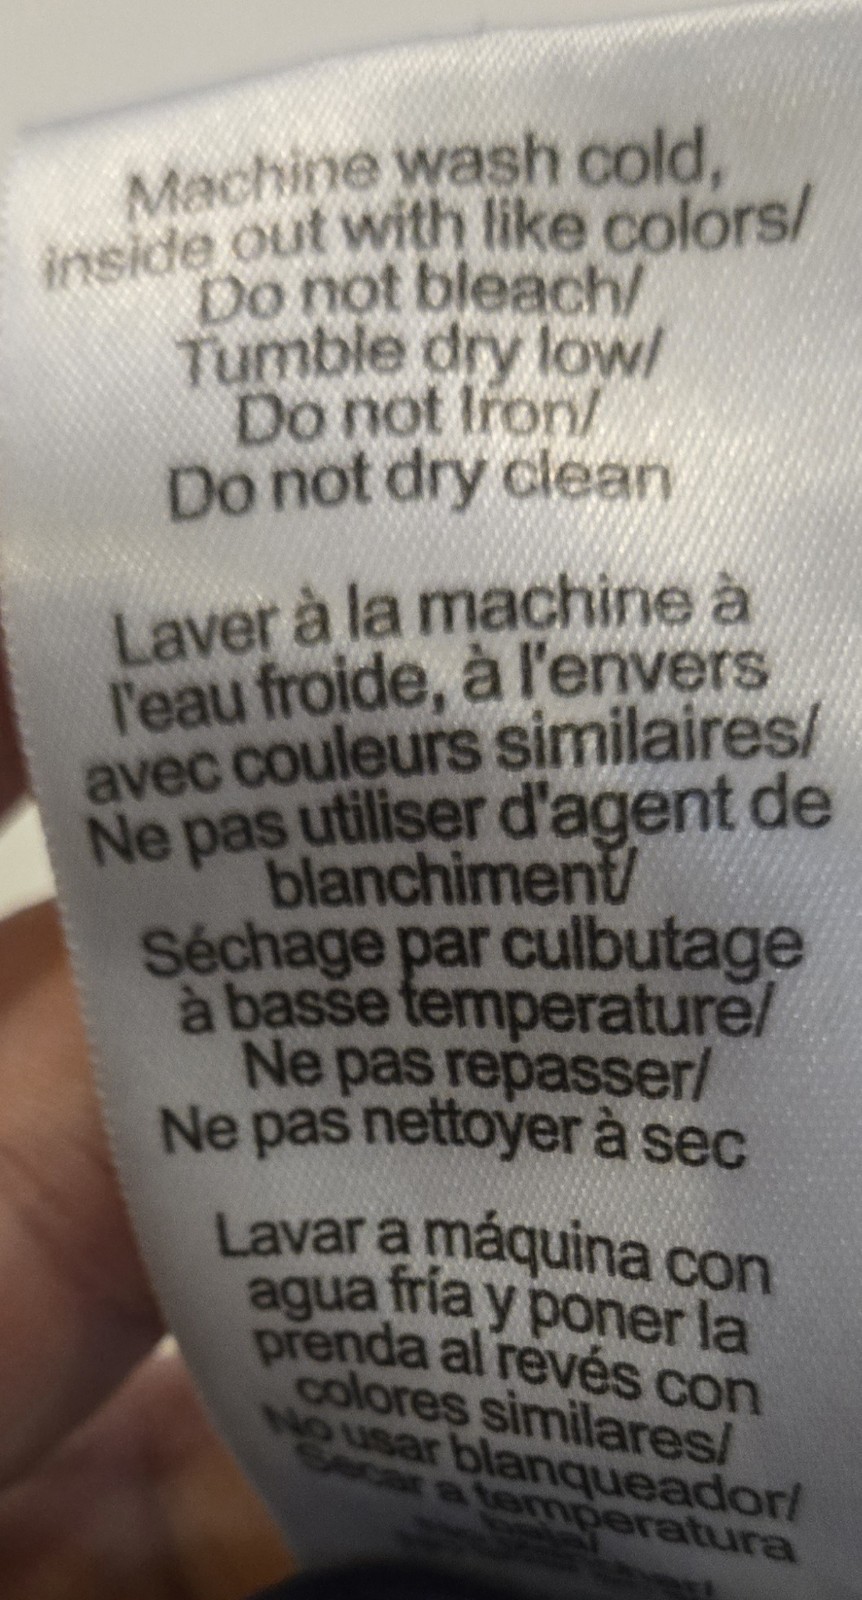 Machine wash cold,
inside out with like colors/
Do not bleach/
Tumble dry low/
Do not Iron/
Do not dry clean
Laver à la machine à
l'eau froide, à l'envers
avec couleurs similaires/
Ne pas utiliser d'agent de
blanchiment/
Séchage par culbutage
à basse temperature/
Ne pas repasser/
Ne pas nettoyer à sec
Lavar a máquina con
agua fría y poner la
prenda al revés con
colores similares/
No usar blanqueador/
Secar a temperatura
baja/